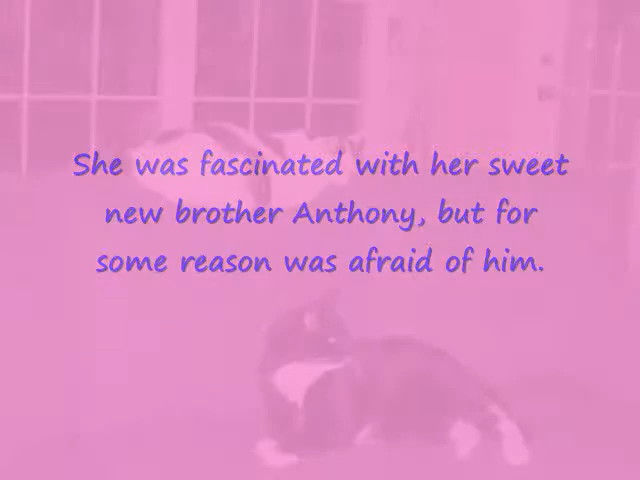 She was fascinated with her sweet
new brother Anthony, but for
some reason was afraid of him.